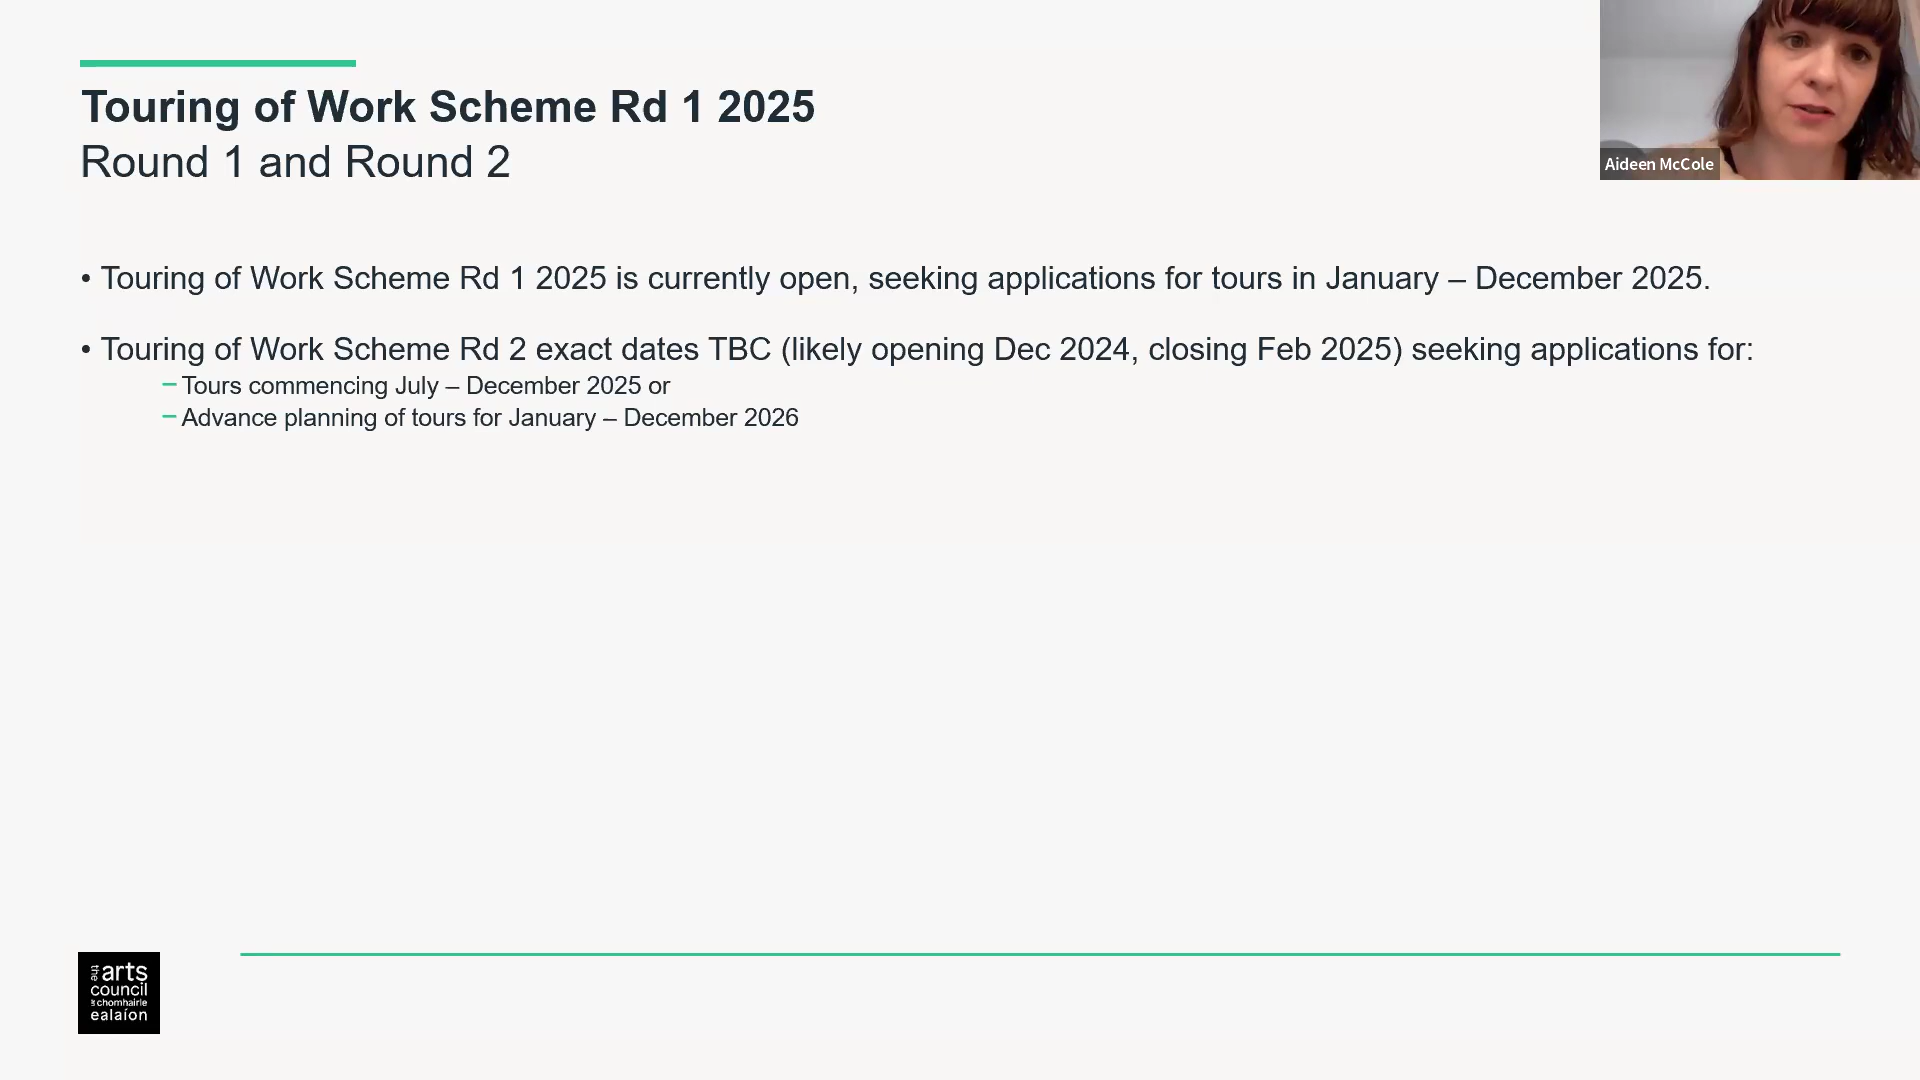 Touring of Work Scheme Rd 1 2025
Round 1 and Round 2
Aideen McCole
• Touring of Work Scheme Rd 1 2025 is currently open, seeking applications for tours in January – December 2025.
• Touring of Work Scheme Rd 2 exact dates TBC (likely opening Dec 2024, closing Feb 2025) seeking applications for:
– Tours commencing July – December 2025 or
– Advance planning of tours for January – December 2026
the arts
council
chomhairle
ealaíon